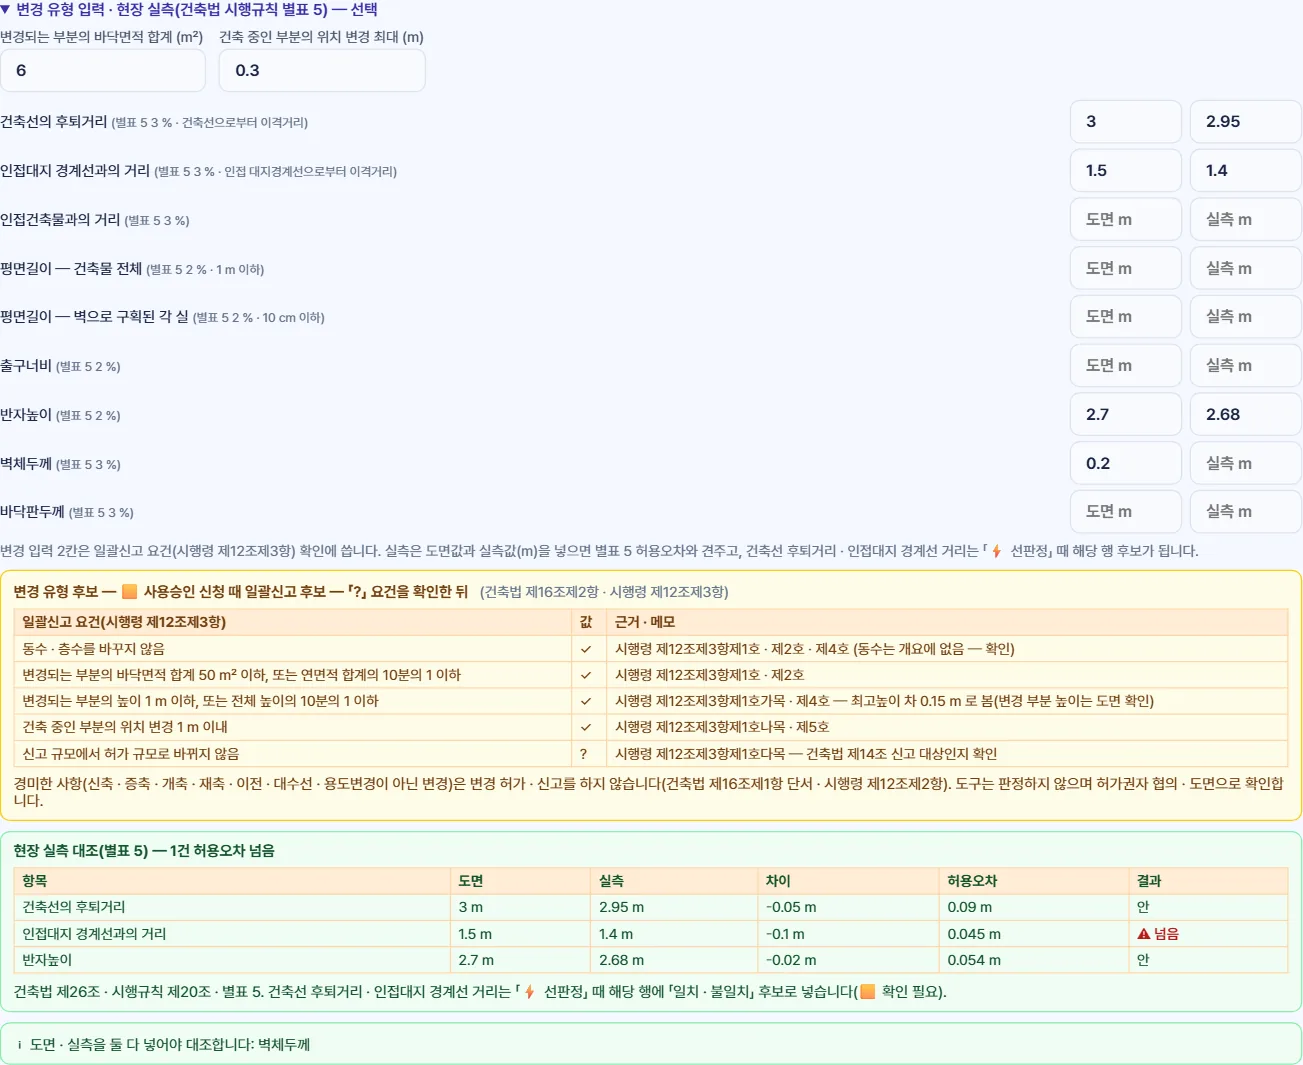 ▼ 변경 유형 입력 · 현장 실측(건축법 시행규칙 별표 5) — 선택
변경되는 부분의 바닥면적 합계 (m²) 건축 중인 부분의 위치 변경 최대 (m)
6 0.3
건축선의 후퇴거리 (별표 5 3 % · 건축선으로부터 이격거리) 3 2.95
인접대지 경계선과의 거리 (별표 5 3 % · 인접 대지경계선으로부터 이격거리) 1.5 1.4
인접건축물과의 거리 (별표 5 3 %) 도면 m 실측 m
평면길이 — 건축물 전체 (별표 5 2 % · 1 m 이하) 도면 m 실측 m
평면길이 — 벽으로 구획된 각 실 (별표 5 2 % · 10 cm 이하) 도면 m 실측 m
출구너비 (별표 5 2 %) 도면 m 실측 m
반자높이 (별표 5 2 %) 2.7 2.68
벽체두께 (별표 5 3 %) 0.2 실측 m
바닥판두께 (별표 5 3 %) 도면 m 실측 m
변경 입력 2칸은 일괄신고 요건(시행령 제12조제3항) 확인에 씁니다. 실측은 도면값과 실측값(m)을 넣으면 별표 5 허용오차와 견주고, 건축선 후퇴거리 · 인접대지 경계선 거리는 「⚡ 선판정」 때 해당 행 후보가 됩니다.
변경 유형 후보 — 🟧 사용승인 신청 때 일괄신고 후보 — 「?」 요건을 확인한 뒤 (건축법 제16조제2항 · 시행령 제12조제3항)
일괄신고 요건(시행령 제12조제3항) 값 근거 · 메모
동수 · 층수를 바꾸지 않음 ✓ 시행령 제12조제3항제1호 · 제2호 · 제4호 (동수는 개요에 없음 — 확인)
변경되는 부분의 바닥면적 합계 50 m² 이하, 또는 연면적 합계의 10분의 1 이하 ✓ 시행령 제12조제3항제1호 · 제2호
변경되는 부분의 높이 1 m 이하, 또는 전체 높이의 10분의 1 이하 ✓ 시행령 제12조제3항제1호가목 · 제4호 — 최고높이 차 0.15 m 로 봄(변경 부분 높이는 도면 확인)
건축 중인 부분의 위치 변경 1 m 이내 ✓ 시행령 제12조제3항제1호나목 · 제5호
신고 규모에서 허가 규모로 바뀌지 않음 ? 시행령 제12조제3항제1호다목 — 건축법 제14조 신고 대상인지 확인
경미한 사항(신축 · 증축 · 개축 · 재축 · 이전 · 대수선 · 용도변경이 아닌 변경)은 변경 허가 · 신고를 하지 않습니다(건축법 제16조제1항 단서 · 시행령 제12조제2항). 도구는 판정하지 않으며 허가권자 협의 · 도면으로 확인합
니다.
현장 실측 대조(별표 5) — 1건 허용오차 넘음
항목 도면 실측 차이 허용오차 결과
건축선의 후퇴거리 3 m 2.95 m -0.05 m 0.09 m 안
인접대지 경계선과의 거리 1.5 m 1.4 m -0.1 m 0.045 m ⚠ 넘음
반자높이 2.7 m 2.68 m -0.02 m 0.054 m 안
건축법 제26조 · 시행규칙 제20조 · 별표 5. 건축선 후퇴거리 · 인접대지 경계선 거리는 「⚡ 선판정」 때 해당 행에 「일치 · 불일치」 후보로 넣습니다(🟧 확인 필요).
i 도면 · 실측을 둘 다 넣어야 대조합니다: 벽체두께